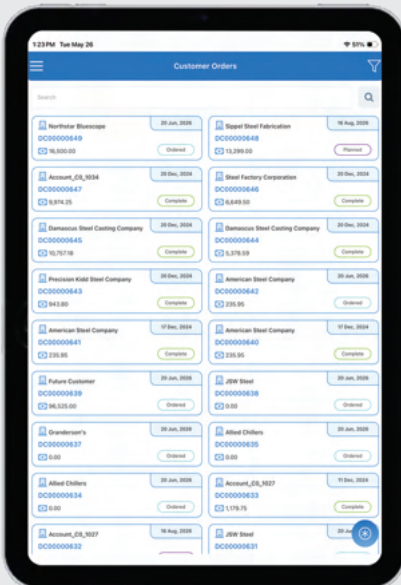 1:23 PM Tue May 26
51%
Customer Orders
Search
Northstar Bluescope
20 Jun, 2026
DC00000649
16,500.00
Ordered
Sippel Steel Fabrication
16 Aug, 2026
DC00000648
13,299.00
Planned
Account_CG_1034
20 Dec, 2024
DC00000647
9,974.25
Complete
Steel Factory Corporation
20 Dec, 2024
DC00000646
6,649.50
Complete
Damascus Steel Casting Company
20 Dec, 2024
DC00000645
10,757.18
Complete
Damascus Steel Casting Company
20 Dec, 2024
DC00000644
5,378.59
Complete
Precision Kidd Steel Company
20 Dec, 2024
DC00000643
943.80
Complete
American Steel Company
20 Jun, 2026
DC00000642
235.95
Ordered
American Steel Company
17 Dec, 2024
DC00000641
235.95
Complete
American Steel Company
17 Dec, 2024
DC00000640
235.95
Complete
Future Customer
20 Jun, 2026
DC00000639
96,525.00
Ordered
JSW Steel
20 Jun, 2026
DC00000638
0.00
Ordered
Granderson's
20 Jun, 2026
DC00000637
0.00
Ordered
Allied Chillers
20 Jun, 2026
DC00000635
0.00
Ordered
Allied Chillers
20 Jun, 2026
DC00000634
0.00
Ordered
Account_CG_1027
11 Dec, 2024
DC00000633
1,179.75
Complete
Account_CG_1027
16 Aug, 2026
DC00000632
JSW Steel
DC00000631